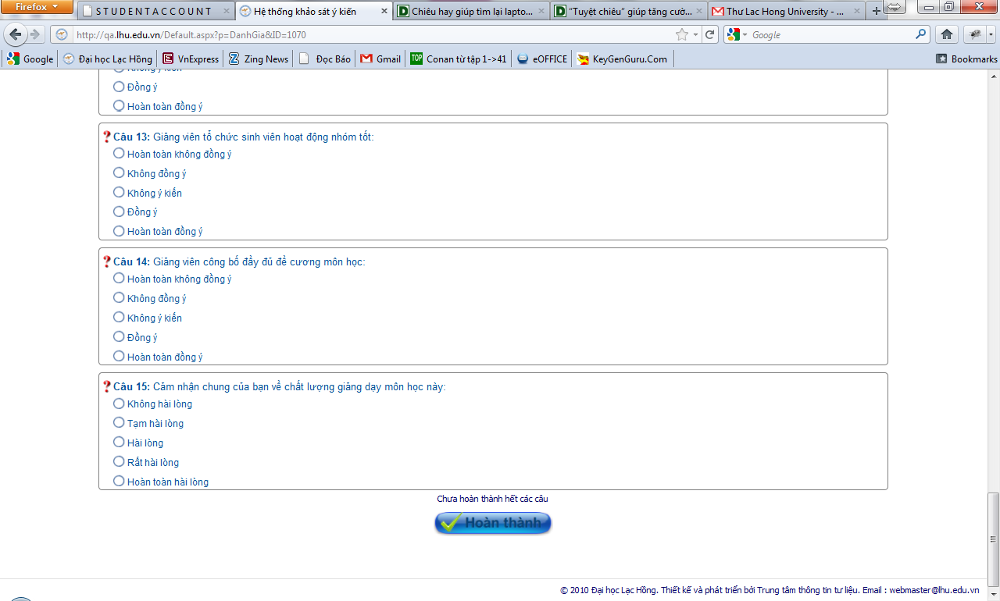 Firefox
S T U D E N T A C C O U N T
Hệ thống khảo sát ý kiến
Chiêu hay giúp tìm lại lapto...
"Tuyệt chiêu" giúp tăng cườ...
Thư Lac Hong University - ...
http://qa.lhu.edu.vn/Default.aspx?p=DanhGia&ID=1070
Google
Google
Đại học Lạc Hồng
VnExpress
Zing News
Đọc Báo
Gmail
TOP
Conan từ tập 1->41
eOFFICE
KeyGenGuru.Com
Bookmarks
Không ý kiến
Đồng ý
Hoàn toàn đồng ý
Câu 13: Giảng viên tổ chức sinh viên hoạt động nhóm tốt:
Hoàn toàn không đồng ý
Không đồng ý
Không ý kiến
Đồng ý
Hoàn toàn đồng ý
Câu 14: Giảng viên công bố đầy đủ đề cương môn học:
Hoàn toàn không đồng ý
Không đồng ý
Không ý kiến
Đồng ý
Hoàn toàn đồng ý
Câu 15: Cảm nhận chung của bạn về chất lượng giảng dạy môn học này:
Không hài lòng
Tạm hài lòng
Hài lòng
Rất hài lòng
Hoàn toàn hài lòng
Chưa hoàn thành hết các câu
Hoàn thành
© 2010 Đại học Lạc Hồng. Thiết kế và phát triển bởi Trung tâm thông tin tư liệu. Email : webmaster@lhu.edu.vn